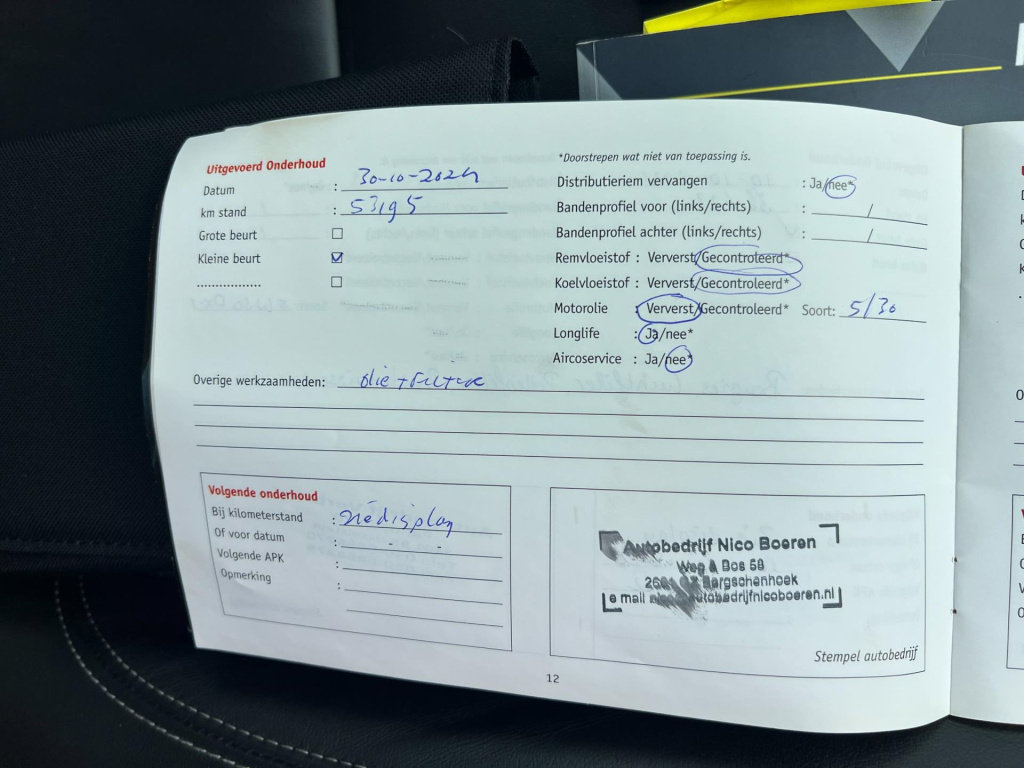 Uitgevoerd Onderhoud
Datum : 30-10-2024
km stand : 53195
Grote beurt
Kleine beurt
.................
*Doorstrepen wat niet van toepassing is.
Distributieriem vervangen : Ja/nee*
Bandenprofiel voor (links/rechts) : /
Bandenprofiel achter (links/rechts) : /
Remvloeistof : Ververst/Gecontroleerd*
Koelvloeistof : Ververst/Gecontroleerd*
Motorolie : Ververst/Gecontroleerd* Soort: 5/30
Longlife : Ja/nee*
Aircoservice : Ja/nee*
Overige werkzaamheden: olie + Filter
Volgende onderhoud
Bij kilometerstand : zie display
Of voor datum : - -
Volgende APK :
Opmerking :
Autobedrijf Nico Boeren
Weg & Bos 58
Bergschenhoek
e mail
Stempel autobedrijf
12